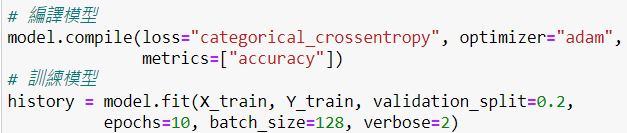 # 編譯模型
model.compile(loss="categorical_crossentropy", optimizer="adam",
              metrics=["accuracy"])
# 訓練模型
history = model.fit(X_train, Y_train, validation_split=0.2,
          epochs=10, batch_size=128, verbose=2)